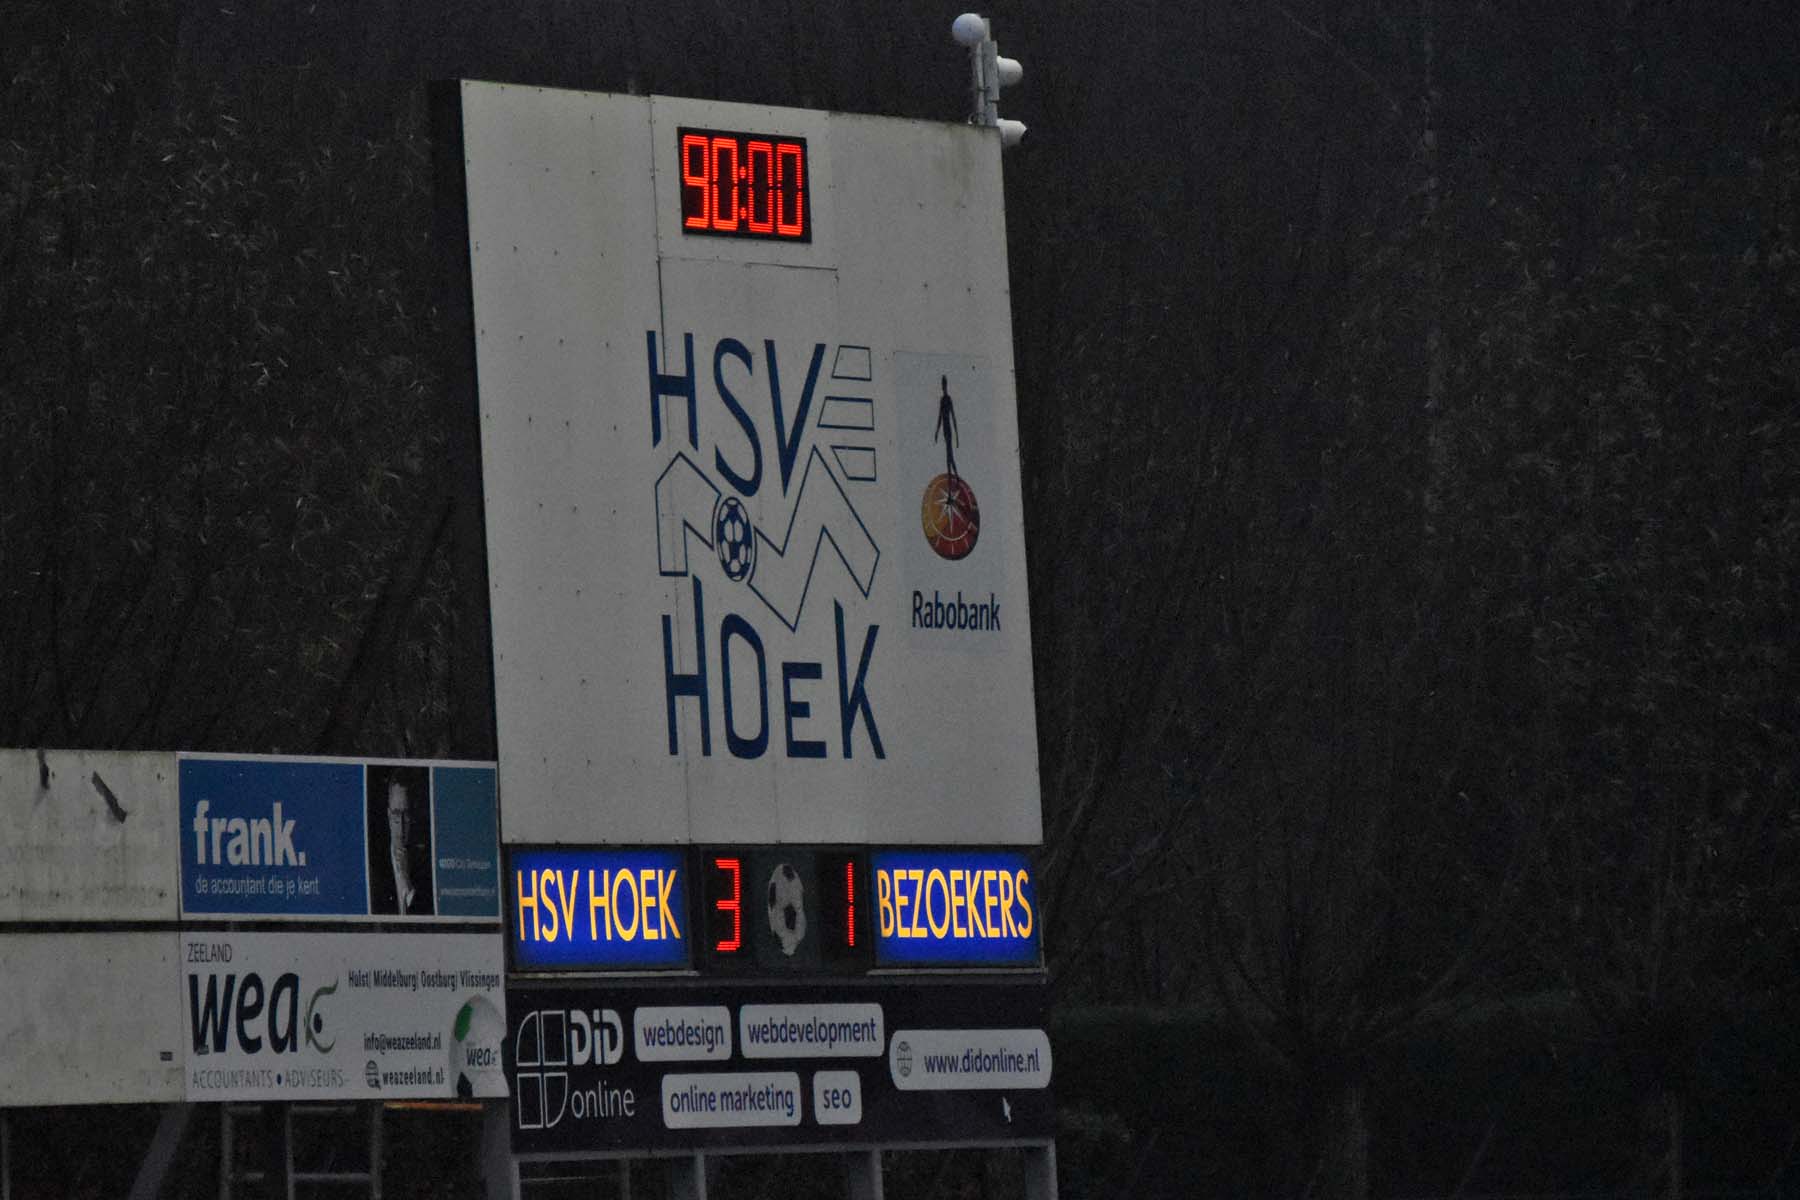 90:00
HSV
HOEK
Rabobank
frank.
de accountant die je kent
HSV HOEK
3
1
BEZOEKERS
ZEELAND
wea
ACCOUNTANTS • ADVISEURS
Hulst| Middelburg| Oostburg| Vlissingen
info@weazeeland.nl
weazeeland.nl
wea
DiD
online
webdesign
webdevelopment
online marketing
seo
www.didonline.nl